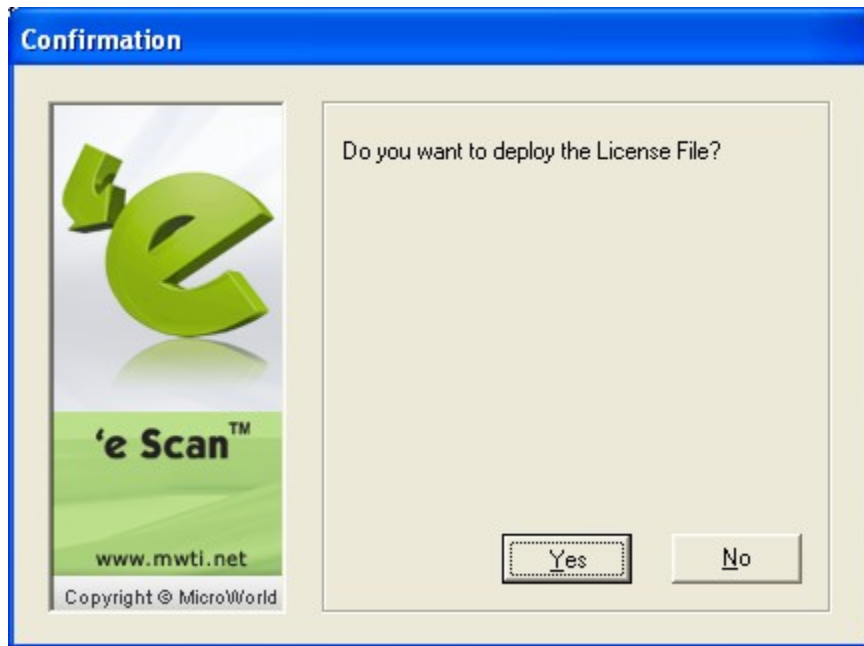 Confirmation
Do you want to deploy the License File?
'e Scan™
www.mwti.net
Copyright © MicroWorld
Yes
No